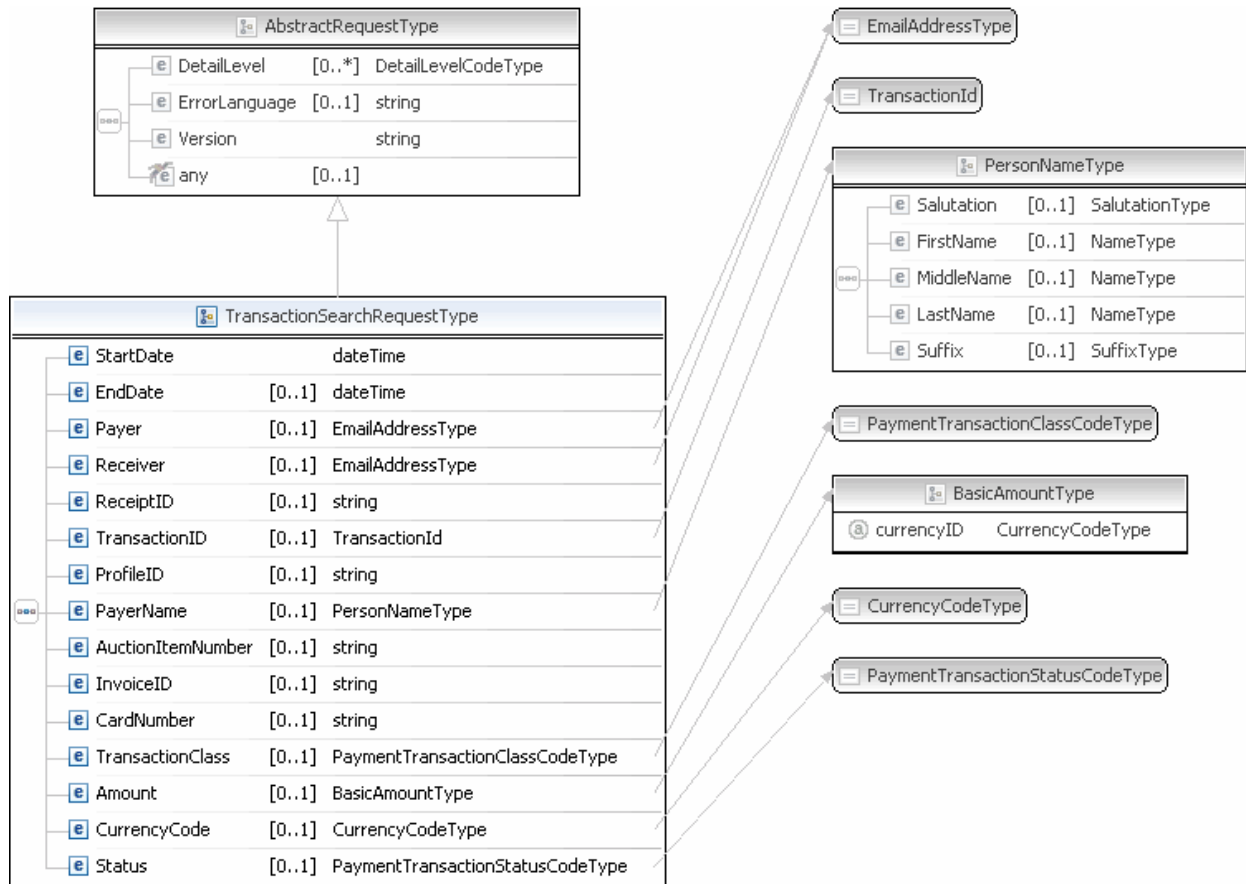 AbstractRequestType
e DetailLevel [0..*] DetailLevelCodeType
e ErrorLanguage [0..1] string
e Version string
e any [0..1]
TransactionSearchRequestType
e StartDate dateTime
e EndDate [0..1] dateTime
e Payer [0..1] EmailAddressType
e Receiver [0..1] EmailAddressType
e ReceiptID [0..1] string
e TransactionID [0..1] TransactionId
e ProfileID [0..1] string
e PayerName [0..1] PersonNameType
e AuctionItemNumber [0..1] string
e InvoiceID [0..1] string
e CardNumber [0..1] string
e TransactionClass [0..1] PaymentTransactionClassCodeType
e Amount [0..1] BasicAmountType
e CurrencyCode [0..1] CurrencyCodeType
e Status [0..1] PaymentTransactionStatusCodeType
EmailAddressType
TransactionId
PersonNameType
e Salutation [0..1] SalutationType
e FirstName [0..1] NameType
e MiddleName [0..1] NameType
e LastName [0..1] NameType
e Suffix [0..1] SuffixType
PaymentTransactionClassCodeType
BasicAmountType
a currencyID CurrencyCodeType
CurrencyCodeType
PaymentTransactionStatusCodeType